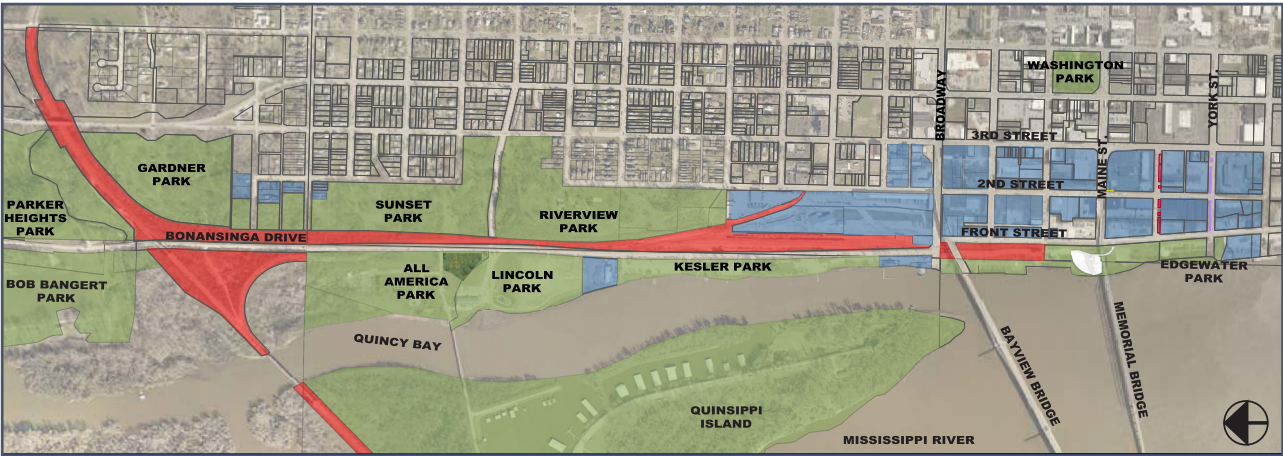 WASHINGTON
PARK
BROADWAY
YORK ST.
3RD STREET
MAINE ST.
GARDNER
PARK
2ND STREET
PARKER
HEIGHTS
PARK
SUNSET
PARK
RIVERVIEW
PARK
BONANSINGA DRIVE
FRONT STREET
ALL
AMERICA
PARK
LINCOLN
PARK
KESLER PARK
EDGEWATER
PARK
BOB BANGERT
PARK
QUINCY BAY
BAYVIEW BRIDGE
MEMORIAL BRIDGE
QUINSIPPI
ISLAND
MISSISSIPPI RIVER